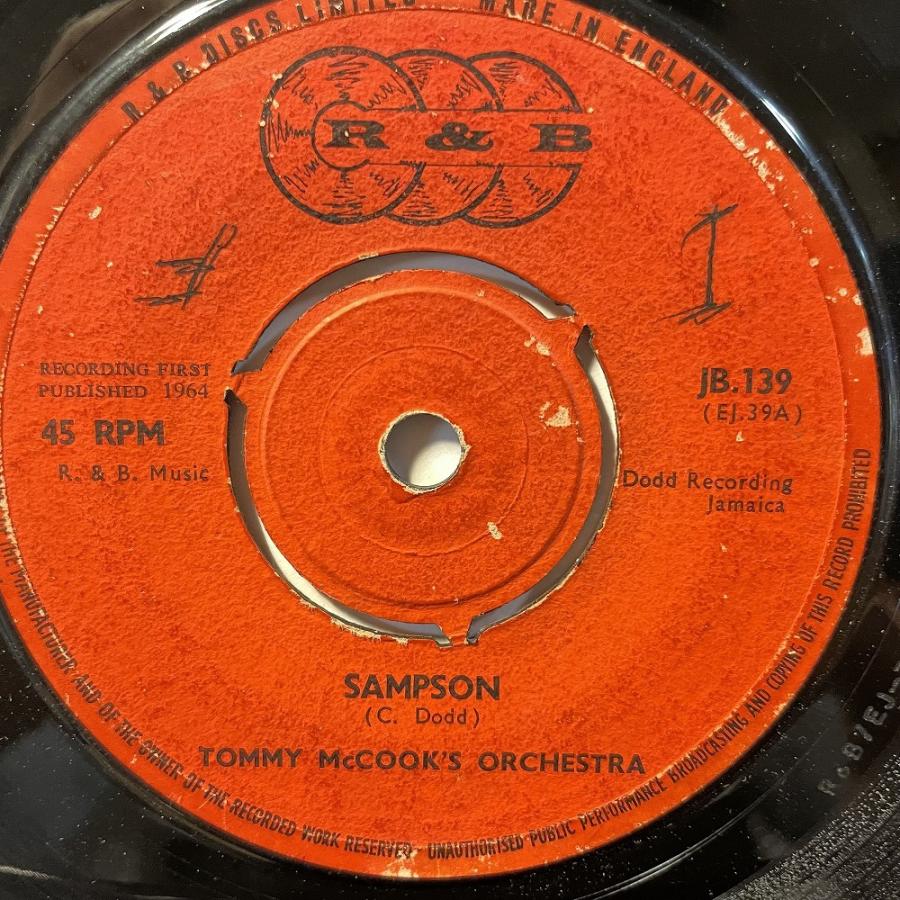 R & B DISCS LIMITED MADE IN ENGLAND
R & B
RECORDING FIRST
PUBLISHED 1964
45 RPM
R. & B. Music
JB.139
(EJ.39A)
Dodd Recording
Jamaica
SAMPSON
(C. Dodd)
TOMMY McCOOK'S ORCHESTRA
THE MANUFACTURER AND OF THE OWNER OF THE RECORDED WORK RESERVED UNAUTHORISED PUBLIC PERFORMANCE BROADCASTING AND COPYING OF THIS RECORD PROHIBITED